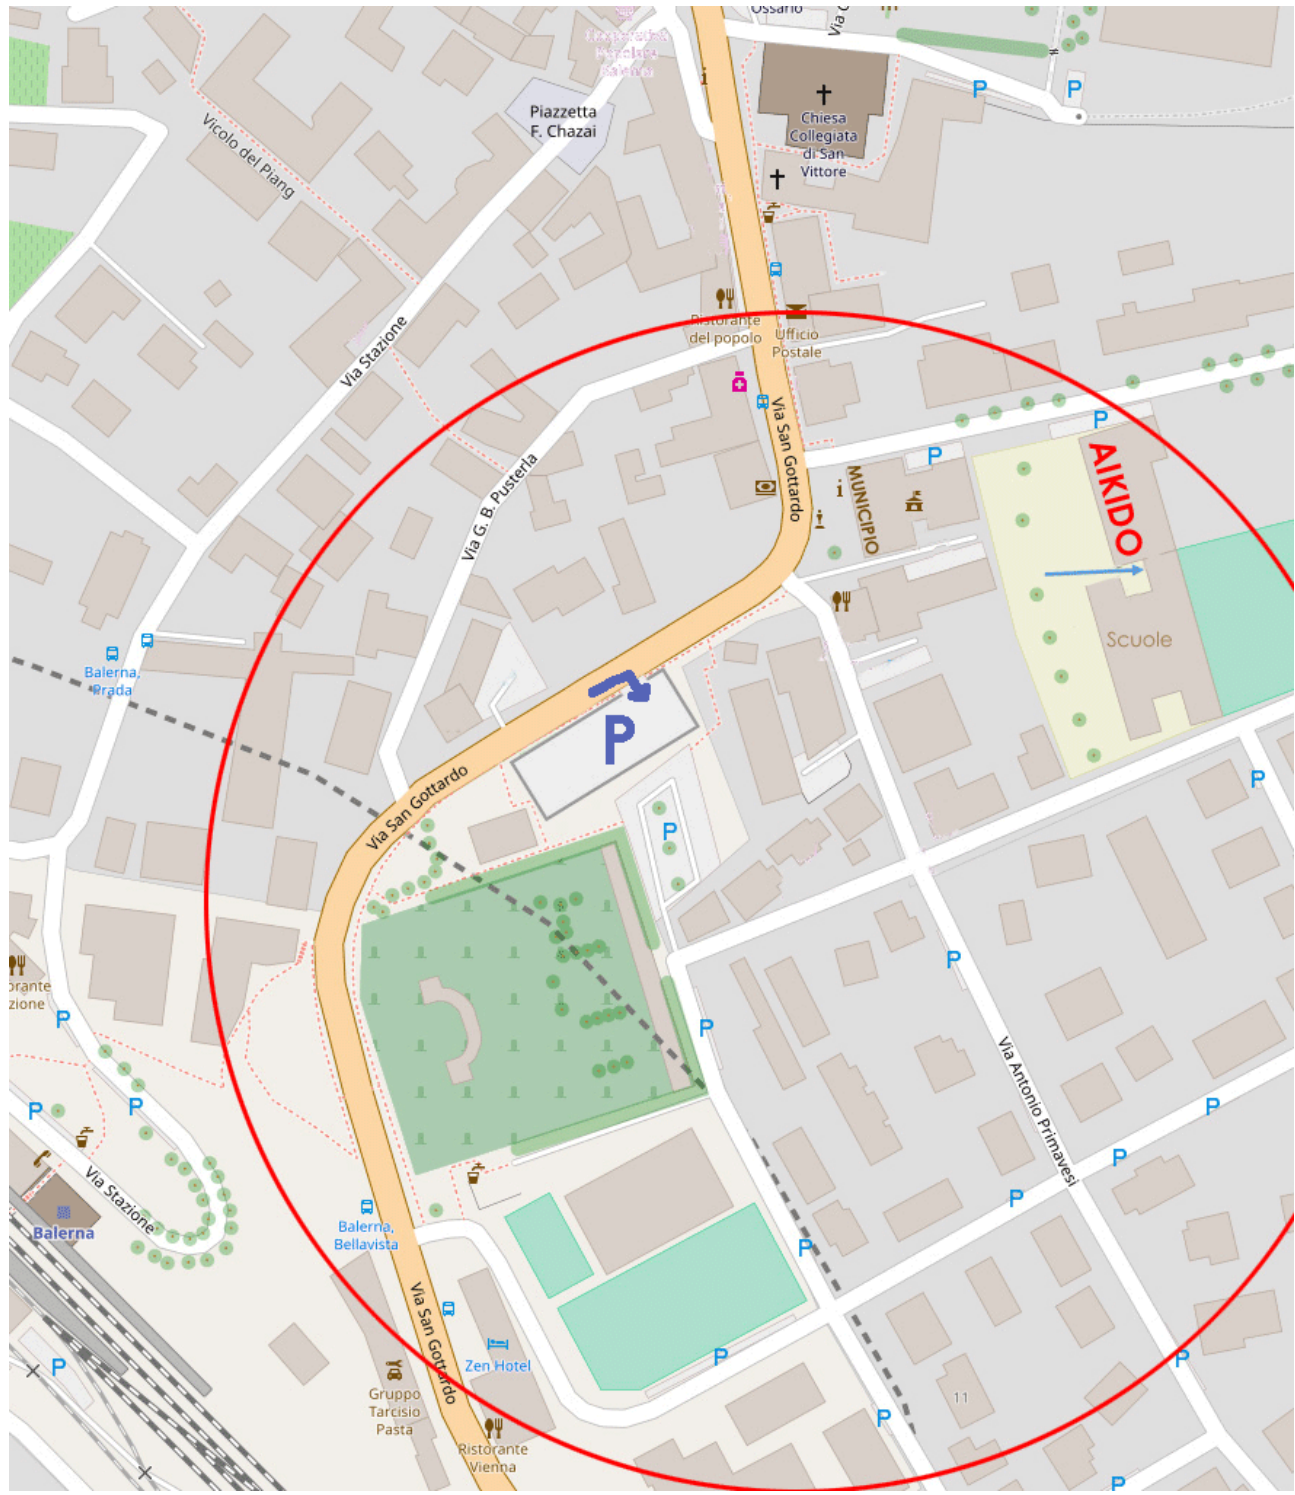 Ossario
Via
Piazzetta
F. Chazai
Vicolo del Piang
Chiesa
Collegiata
di San
Vittore
P
P
Via Stazione
Ristorante
del popolo
Ufficio
Postale
Via G. B. Pusterla
Via San Gottardo
P
P
MUNICIPIO
AIKIDO
Scuole
Balerna,
Prada
P
P
P
Via San Gottardo
P
P
P
P
P
P
Via Antonio Primavesi
P
P
P
P
Via Stazione
Balerna
Balerna,
Bellavista
Via San Gottardo
Zen Hotel
P
P
P
Gruppo
Tarcisio
Pasta
Ristorante
Vienna
11
P
P